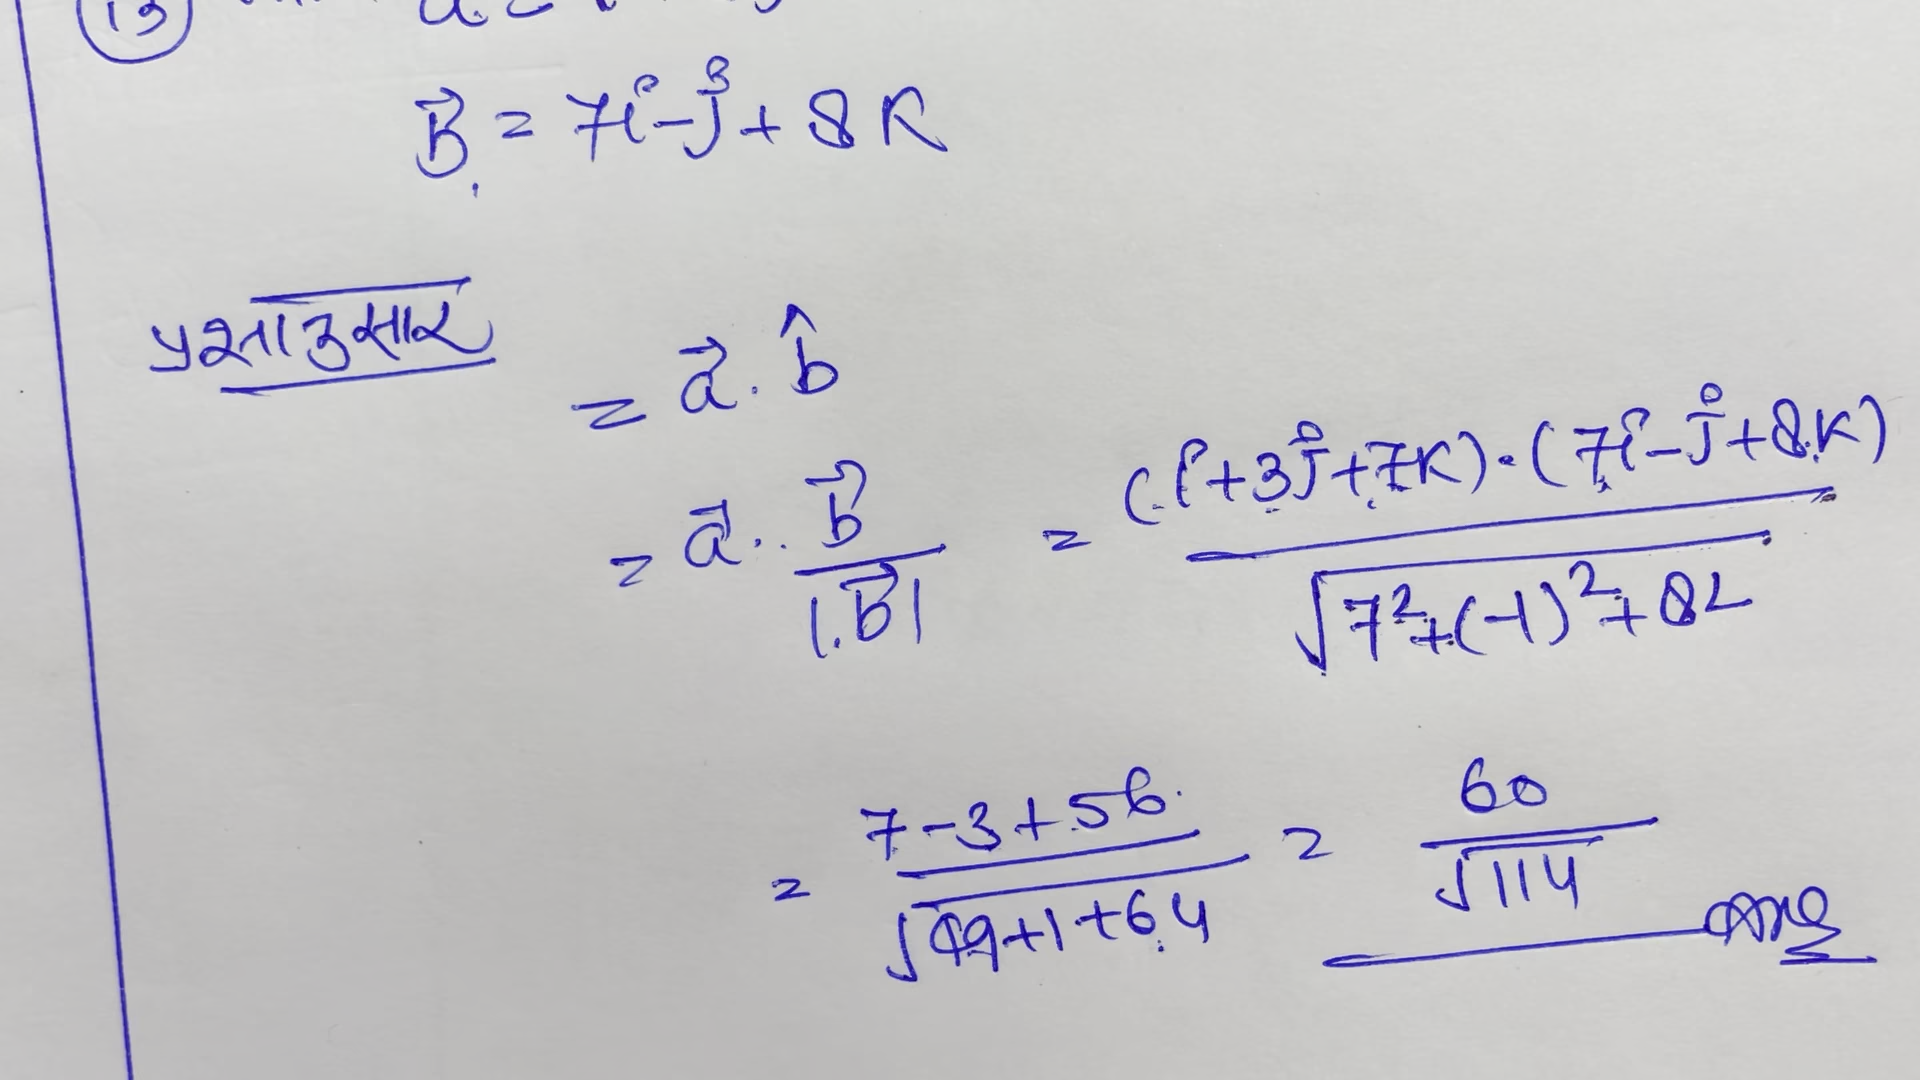 13
B⃗ = 7i - j + 8K
प्रश्नानुसार
= a⃗ . b̂
= a⃗ . b⃗ / |b⃗| = (i + 3j + 7K) . (7i - j + 8K) / √7² + (-1)² + 8²
= 7 - 3 + 56 / √49 + 1 + 64 = 60 / √114 Ans